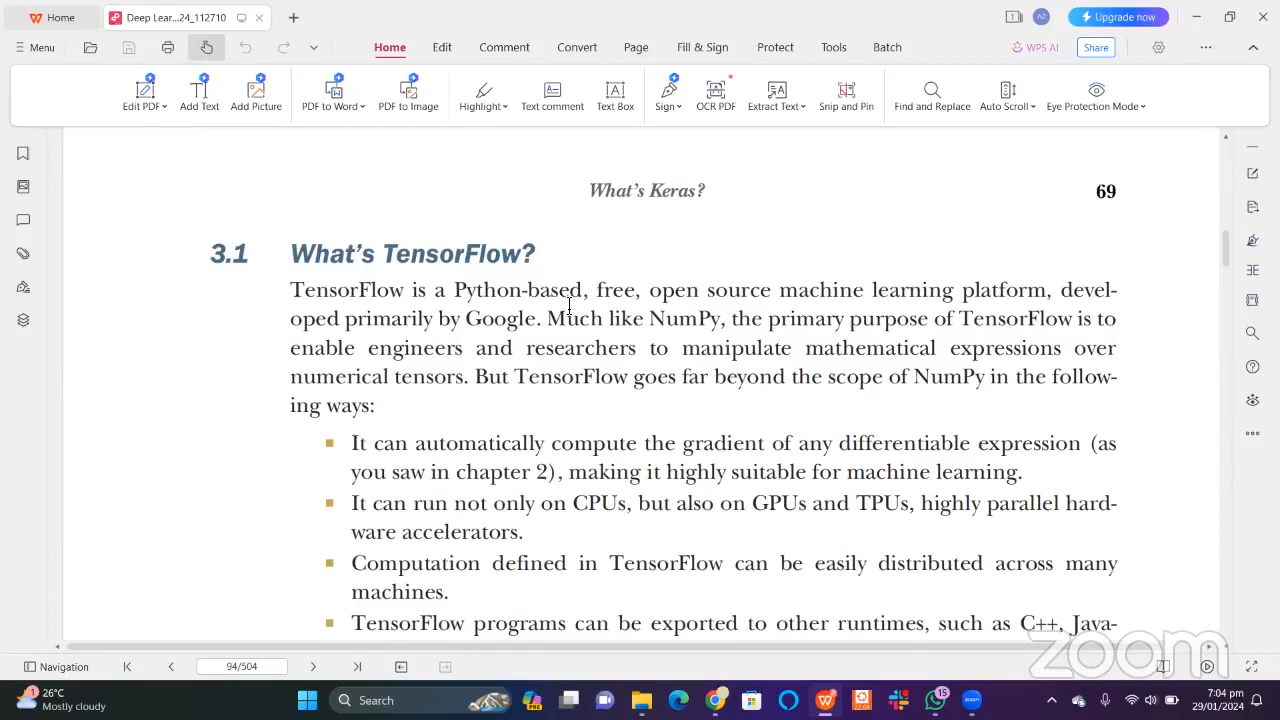 Home
Deep Lear...24_112710
AZ
Upgrade now
Menu
Home Edit Comment Convert Page Fill & Sign Protect Tools Batch
WPS AI
Share
Edit PDF Add Text Add Picture PDF to Word PDF to Image Highlight Text comment Text Box Sign OCR PDF Extract Text Snip and Pin Find and Replace Auto Scroll Eye Protection Mode
What's Keras? 69
3.1 What's TensorFlow?
TensorFlow is a Python-based, free, open source machine learning platform, devel-
oped primarily by Google. Much like NumPy, the primary purpose of TensorFlow is to
enable engineers and researchers to manipulate mathematical expressions over
numerical tensors. But TensorFlow goes far beyond the scope of NumPy in the follow-
ing ways:
It can automatically compute the gradient of any differentiable expression (as
you saw in chapter 2), making it highly suitable for machine learning.
It can run not only on CPUs, but also on GPUs and TPUs, highly parallel hard-
ware accelerators.
Computation defined in TensorFlow can be easily distributed across many
machines.
TensorFlow programs can be exported to other runtimes, such as C++, Java-
zoom
Navigation 94/504
1 26°C
Mostly cloudy
Search
PRE
22.04
15
zoom
7:04 pm
29/01/2024